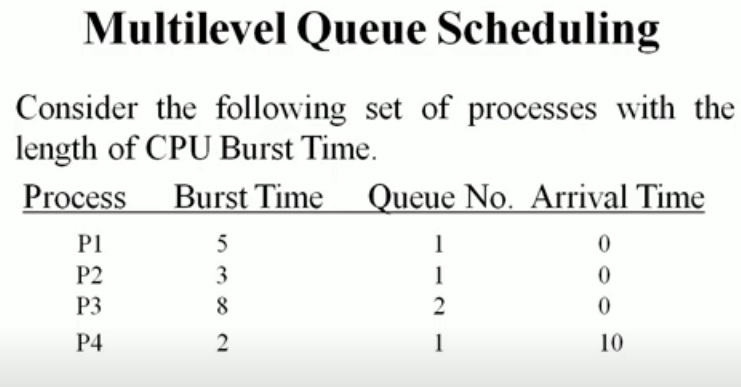 Multilevel Queue Scheduling
Consider the following set of processes with the
length of CPU Burst Time.
Process Burst Time Queue No. Arrival Time
P1 5 1 0
P2 3 1 0
P3 8 2 0
P4 2 1 10